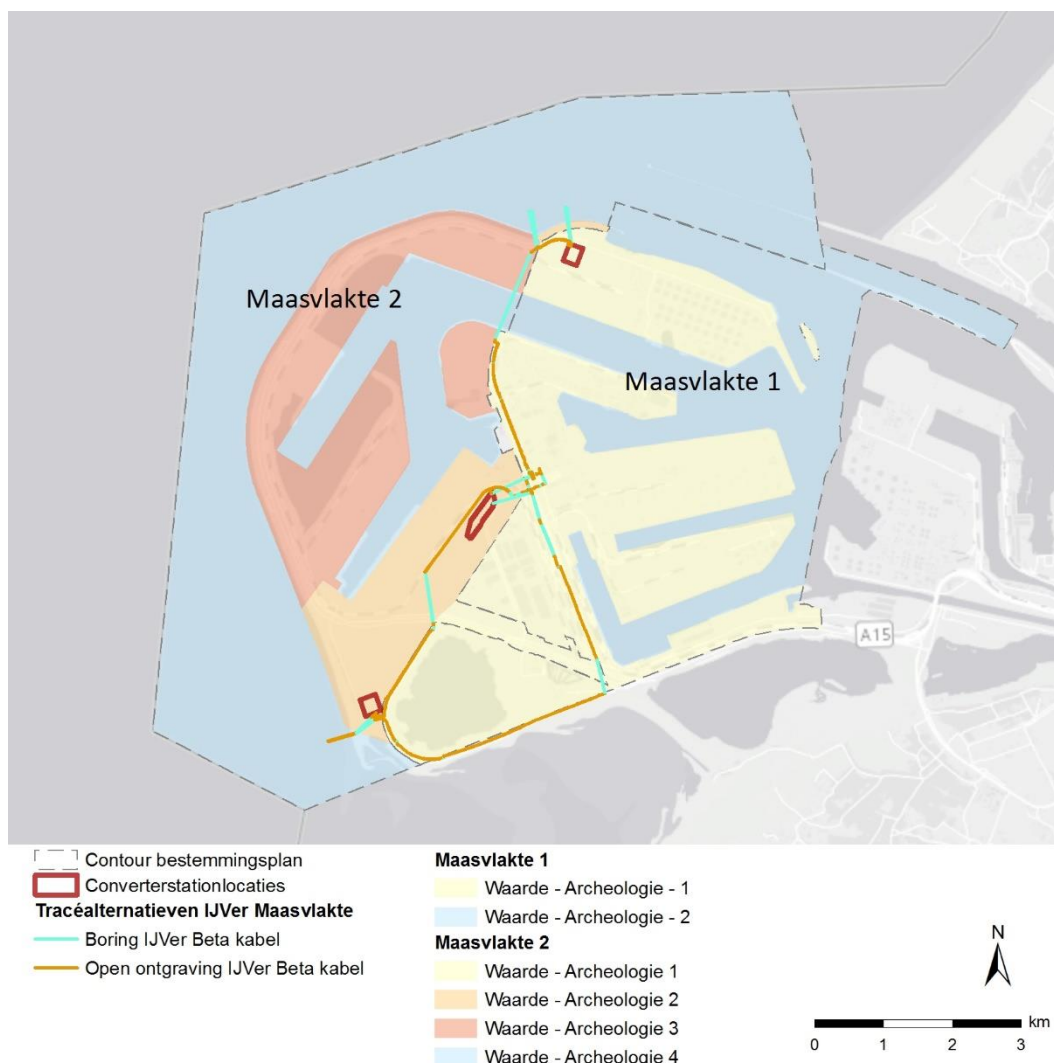 Maasvlakte 2
Maasvlakte 1
A15
Contour bestemmingsplan
Converterstationlocaties
Tracéalternatieven IJVer Maasvlakte
Boring IJVer Beta kabel
Open ontgraving IJVer Beta kabel
Maasvlakte 1
Waarde - Archeologie - 1
Waarde - Archeologie - 2
Maasvlakte 2
Waarde - Archeologie 1
Waarde - Archeologie 2
Waarde - Archeologie 3
Waarde - Archeologie 4
N
km
0 1 2 3